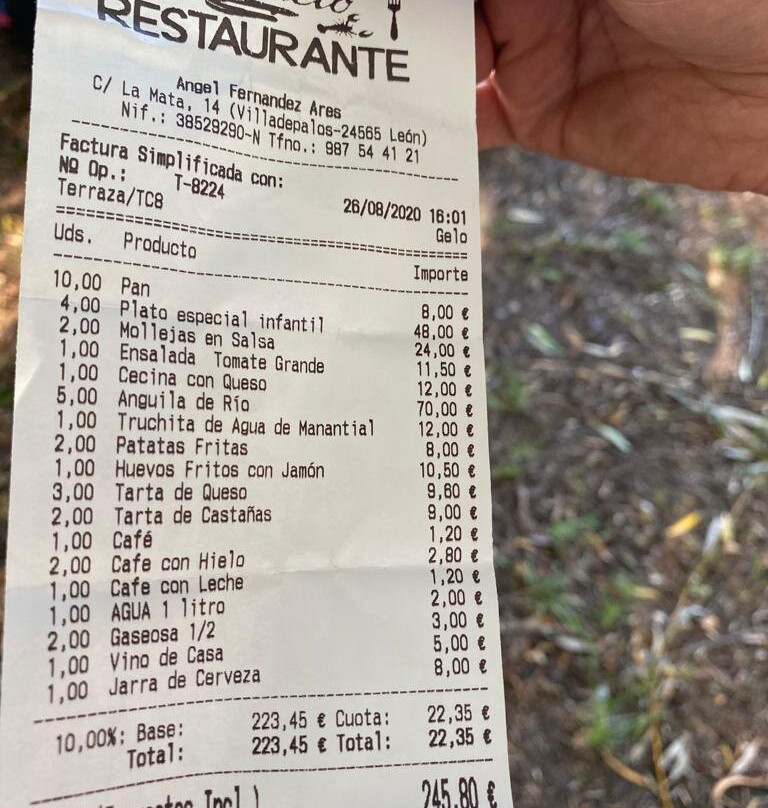 RESTAURANTE
Angel Fernandez Ares
C/ La Mata, 14 (Villadepalos-24565 León)
Nif.: 38529290-N Tfno.: 987 54 41 21
Factura Simplificada con:
Nº Op.: T-8224 26/08/2020 16:01
Terraza/TC8 Gelo
Uds. Producto Importe
10,00 Pan 8,00 €
4,00 Plato especial infantil 48,00 €
2,00 Mollejas en Salsa 24,00 €
1,00 Ensalada Tomate Grande 11,50 €
1,00 Cecina con Queso 12,00 €
5,00 Anguila de Río 70,00 €
1,00 Truchita de Agua de Manantial 12,00 €
2,00 Patatas Fritas 8,00 €
1,00 Huevos Fritos con Jamón 10,50 €
3,00 Tarta de Queso 9,60 €
2,00 Tarta de Castañas 9,00 €
1,00 Café 1,20 €
2,00 Cafe con Hielo 2,80 €
1,00 Cafe con Leche 1,20 €
1,00 AGUA 1 litro 2,00 €
2,00 Gaseosa 1/2 3,00 €
1,00 Vino de Casa 5,00 €
1,00 Jarra de Cerveza 8,00 €
10,00%: Base: 223,45 € Cuota: 22,35 €
Total: 223,45 € Total: 22,35 €
Incl.) 245,80 €